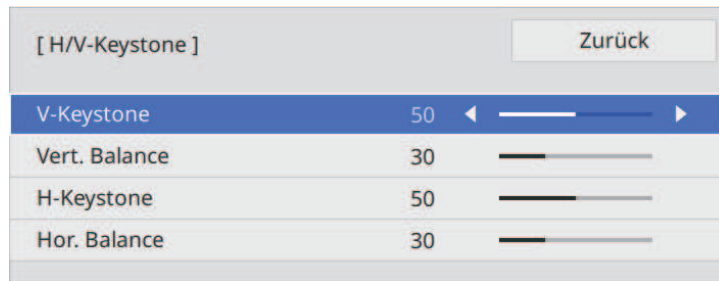 [ H/V-Keystone ] Zurück
V-Keystone 50
Vert. Balance 30
H-Keystone 50
Hor. Balance 30